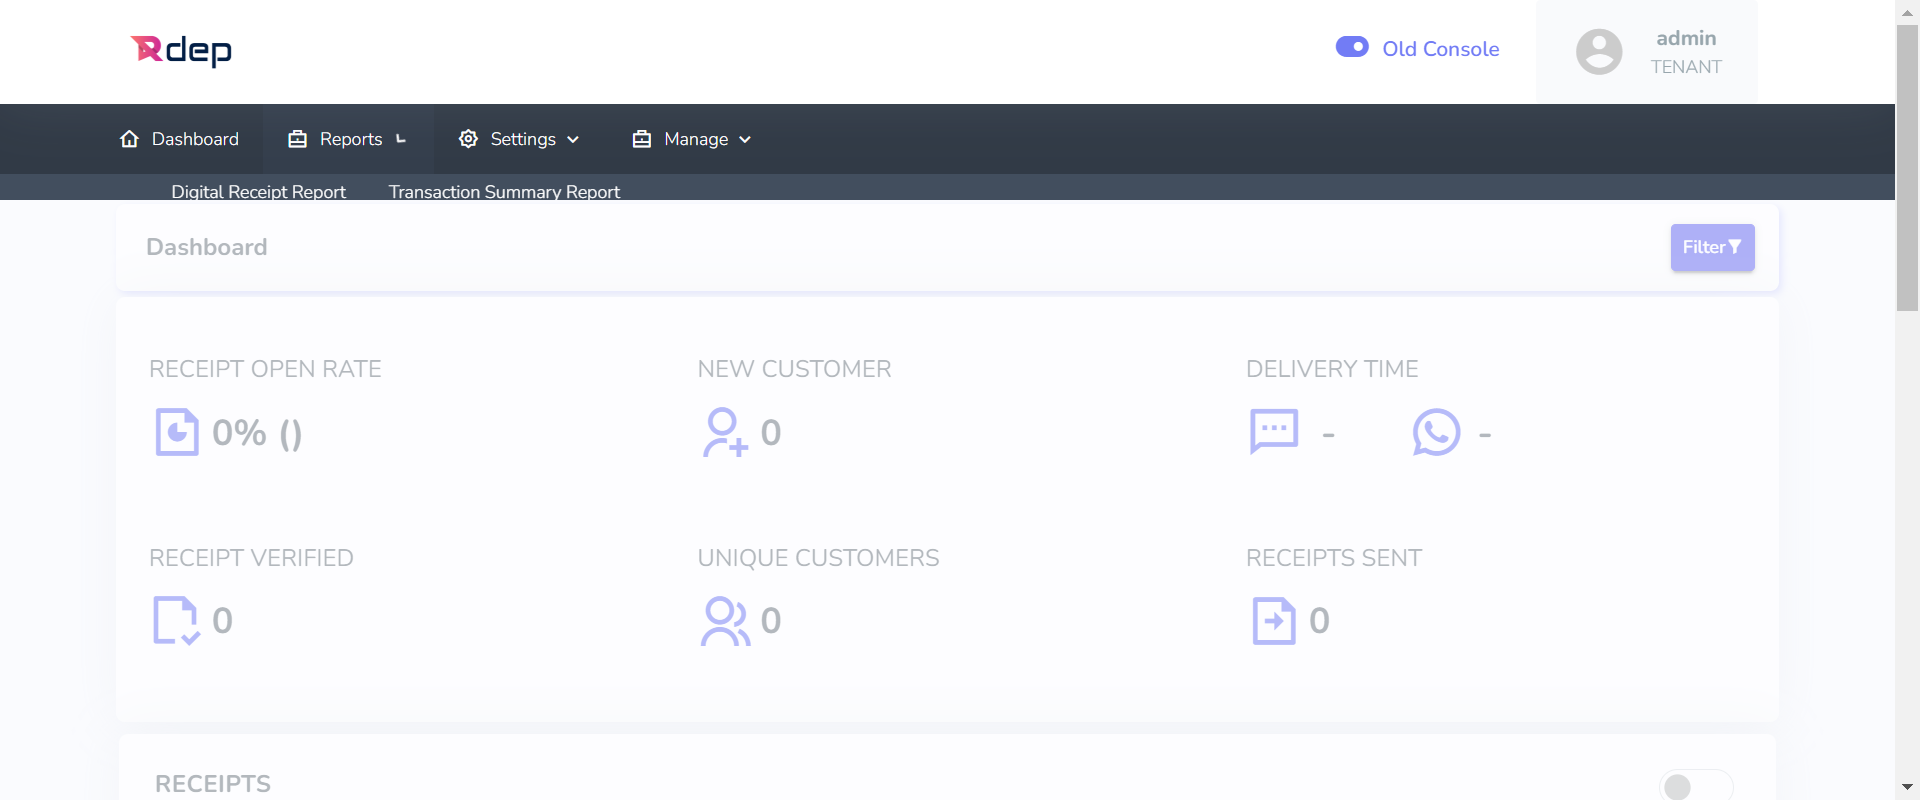 Rdep
Old Console
admin
TENANT
Dashboard
Reports
Settings
Manage
Digital Receipt Report
Transaction Summary Report
Dashboard
Filter
RECEIPT OPEN RATE
NEW CUSTOMER
DELIVERY TIME
0% ()
0
-
-
RECEIPT VERIFIED
UNIQUE CUSTOMERS
RECEIPTS SENT
0
0
0
RECEIPTS